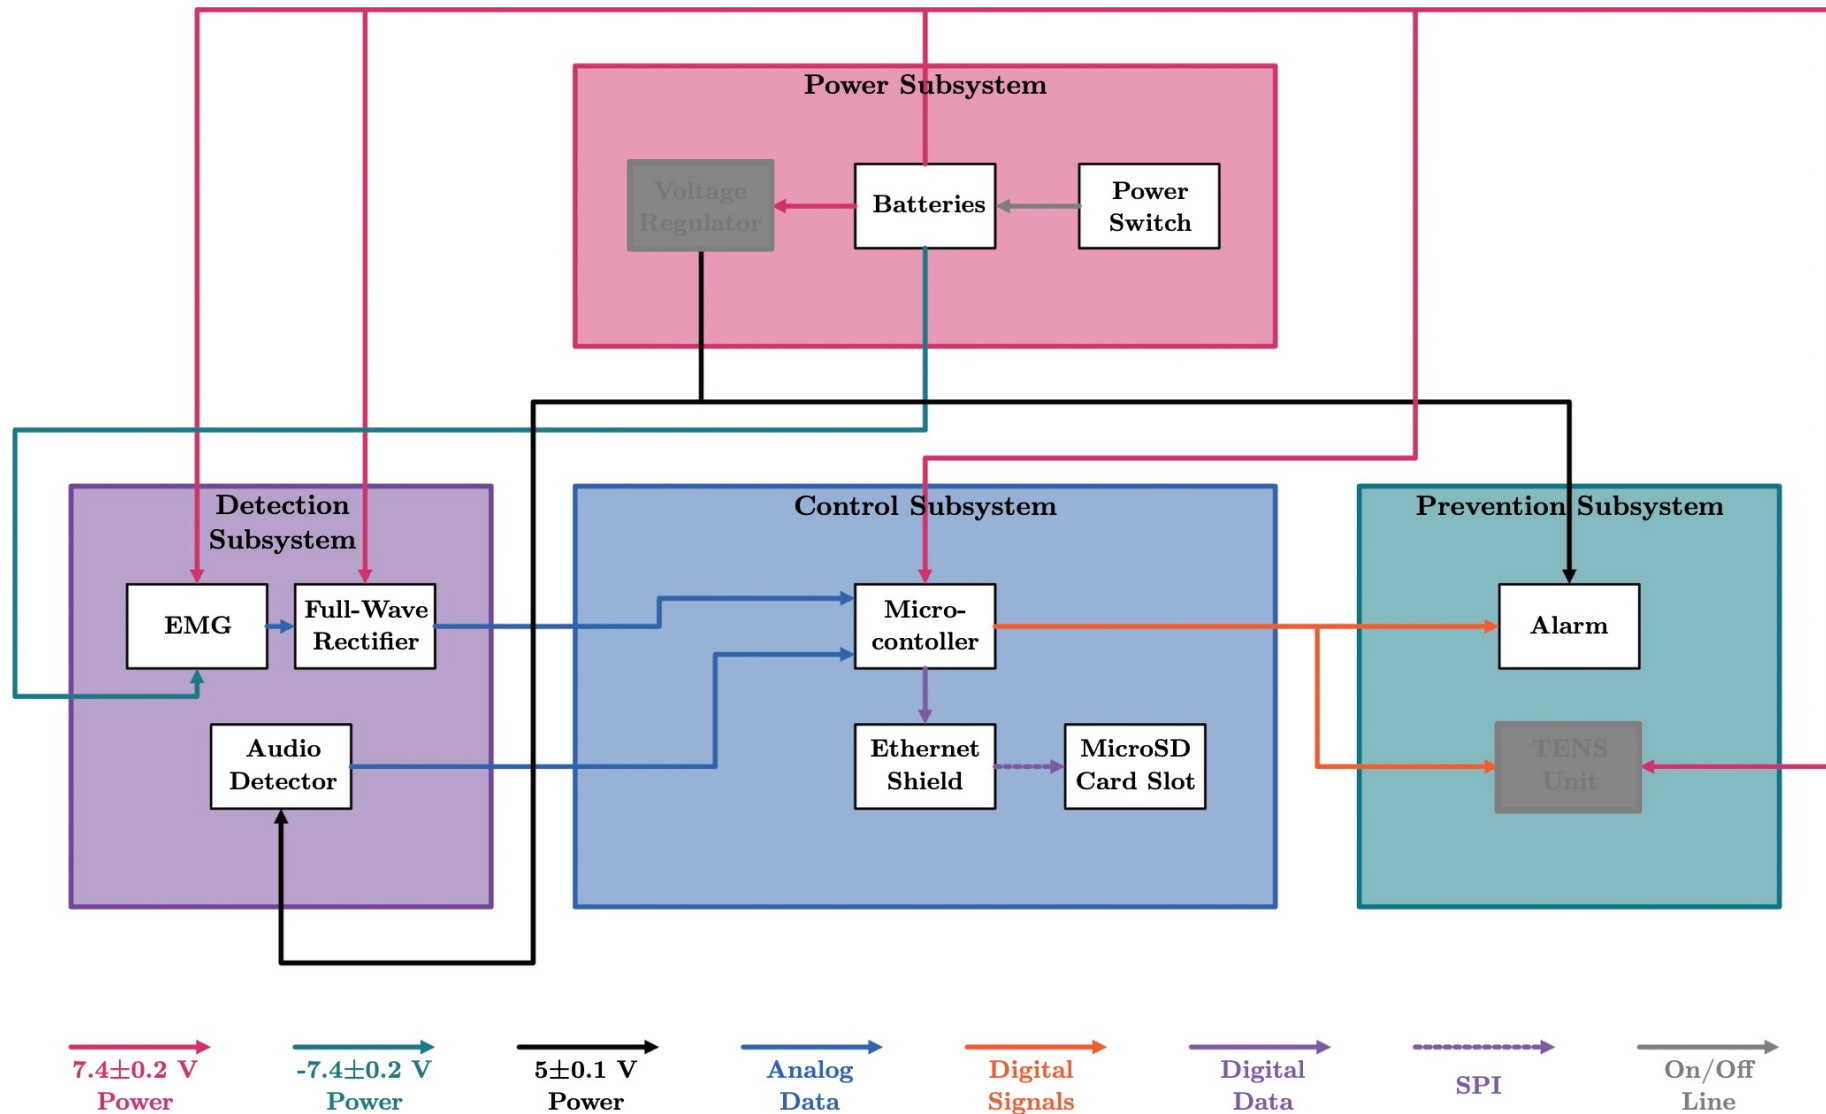 Power Subsystem
Voltage
Regulator
Batteries
Power
Switch
Detection
Subsystem
EMG
Full-Wave
Rectifier
Audio
Detector
Control Subsystem
Micro-
contoller
Ethernet
Shield
MicroSD
Card Slot
Prevention Subsystem
Alarm
TENS
Unit
7.4±0.2 V
Power
-7.4±0.2 V
Power
5±0.1 V
Power
Analog
Data
Digital
Signals
Digital
Data
SPI
On/Off
Line